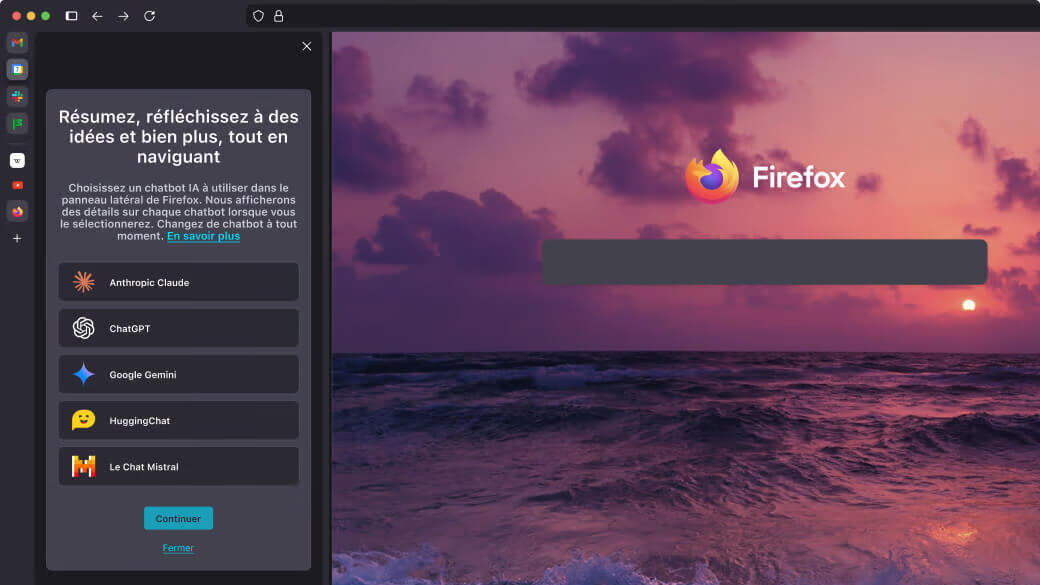 Résumez, réfléchissez à des
idées et bien plus, tout en
naviguant
Choisissez un chatbot IA à utiliser dans le
panneau latéral de Firefox. Nous afficherons
des détails sur chaque chatbot lorsque vous
le sélectionnerez. Changez de chatbot à tout
moment. En savoir plus
Anthropic Claude
ChatGPT
Google Gemini
HuggingChat
Le Chat Mistral
Continuer
Fermer
Firefox